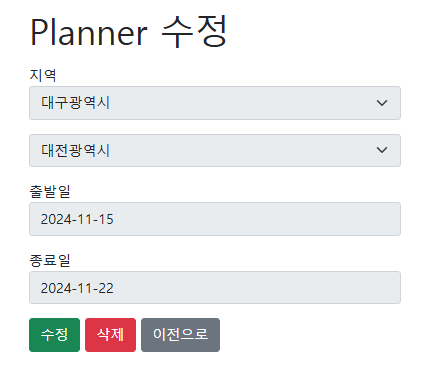 Planner 수정
지역
대구광역시
대전광역시
출발일
2024-11-15
종료일
2024-11-22
수정 삭제 이전으로